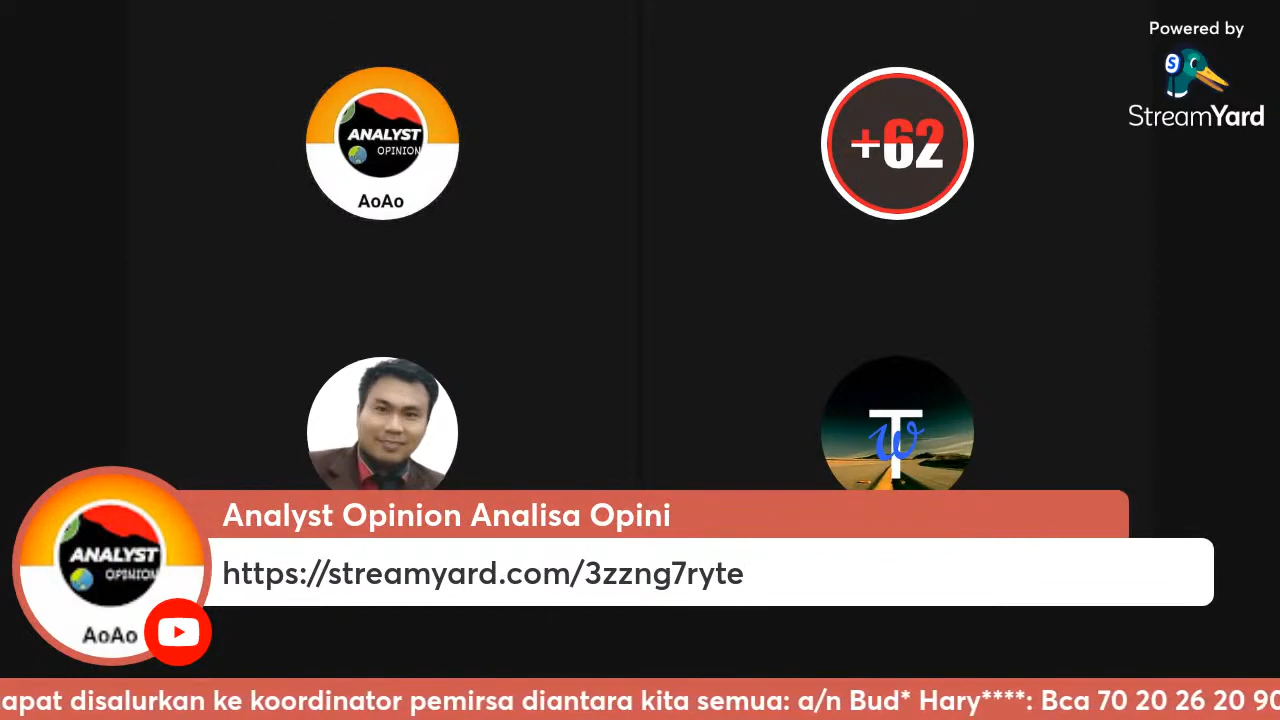 Powered by
StreamYard
ANALYST
OPINION
AoAo
+62
T
w
Analyst Opinion Analisa Opini
https://streamyard.com/3zzng7ryte
ANALYST
OPINION
AoAo
apat disalurkan ke koordinator pemirsa diantara kita semua: a/n Bud* Hary****: Bca 70 20 26 20 90